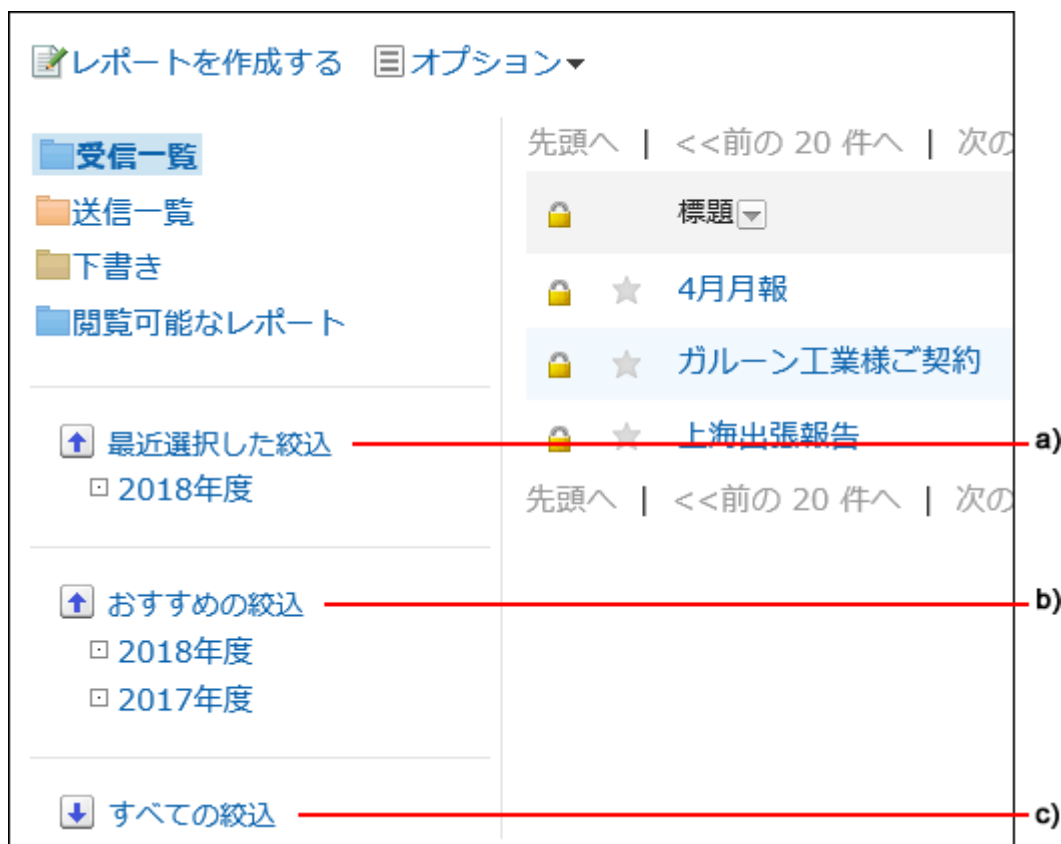 レポートを作成する オプション
受信一覧
送信一覧
下書き
閲覧可能なレポート
最近選択した絞込
2018年度
おすすめの絞込
2018年度
2017年度
すべての絞込
先頭へ | <<前の 20 件へ | 次の
標題
4月月報
ガルーン工業様ご契約
上海出張報告
先頭へ | <<前の 20 件へ | 次の
a)
b)
c)